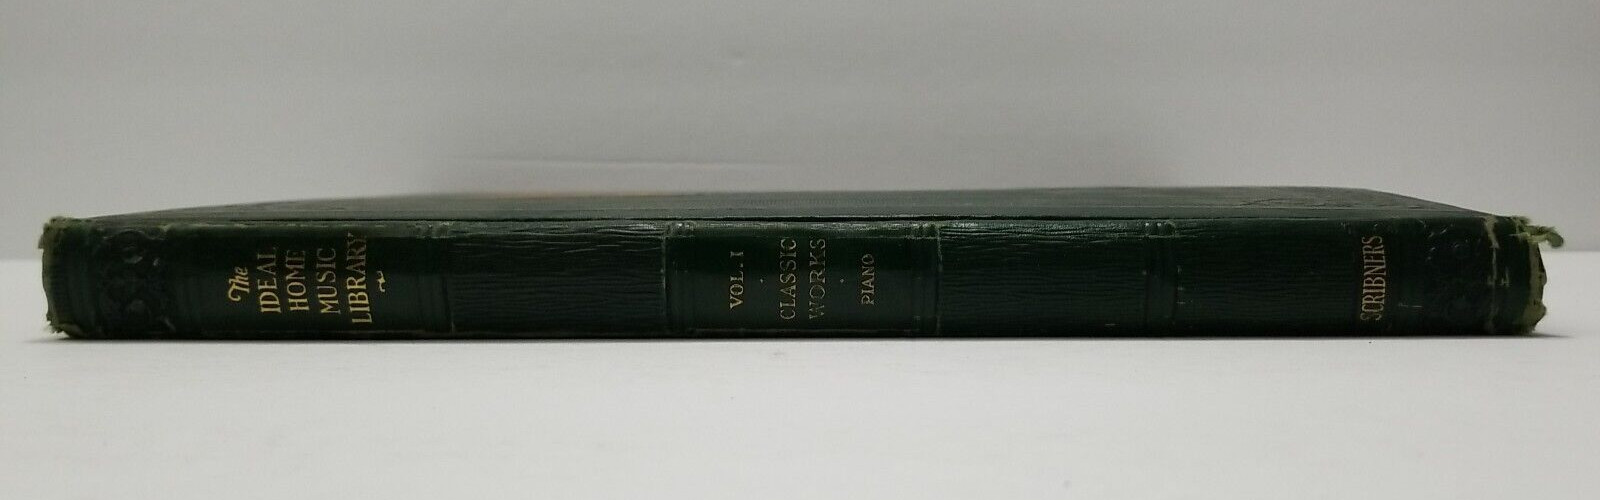 The
IDEAL
HOME
MUSIC
LIBRARY
VOL. I
CLASSIC
WORKS
PIANO
SCRIBNERS